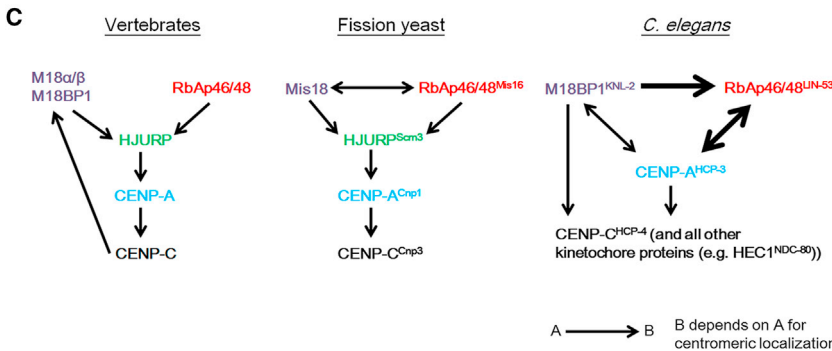 C
Vertebrates
M18α/β
M18BP1
RbAp46/48
HJURP
CENP-A
CENP-C
Fission yeast
Mis18
RbAp46/48Mis16
HJURPScm3
CENP-ACnp1
CENP-CCnp3
C. elegans
M18BP1KNL-2
RbAp46/48LIN-53
CENP-AHCP-3
CENP-CHCP-4 (and all other
kinetochore proteins (e.g. HEC1NDC-80))
A B B depends on A for
centromeric localization